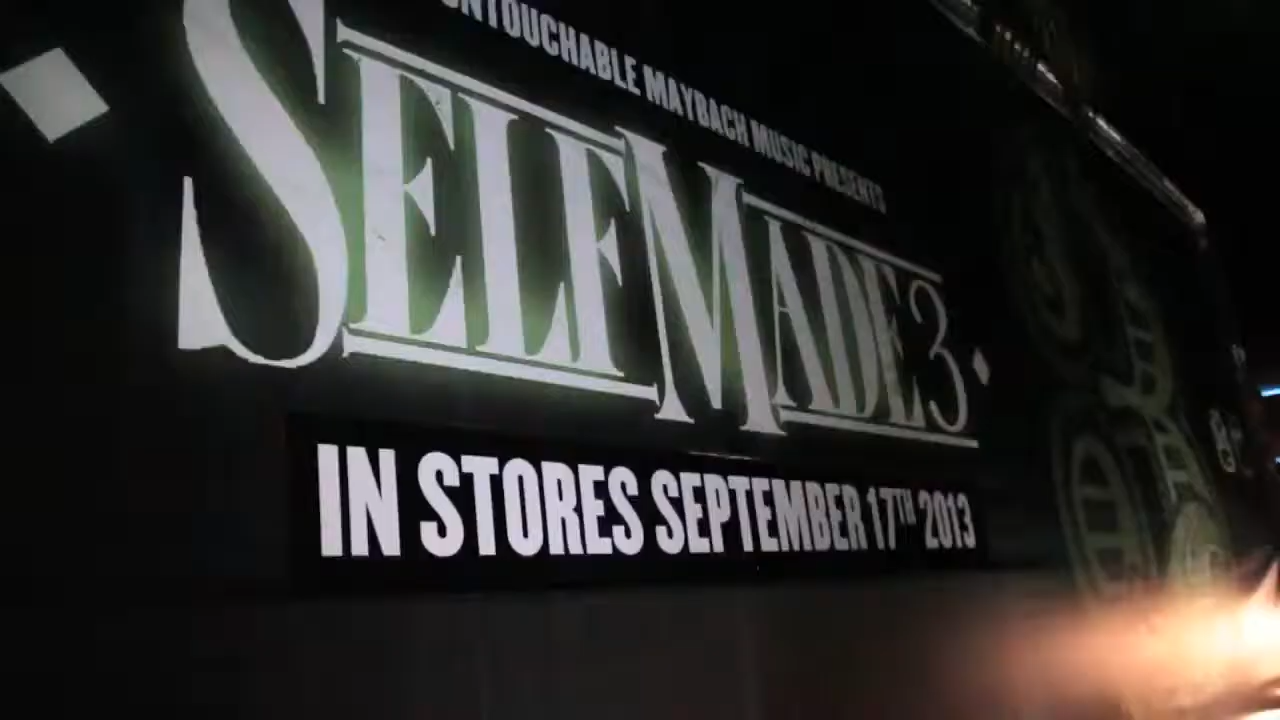 UNTOUCHABLE MAYBACH MUSIC PRESENTS
SELFMADE 3
IN STORES SEPTEMBER 17TH 2013